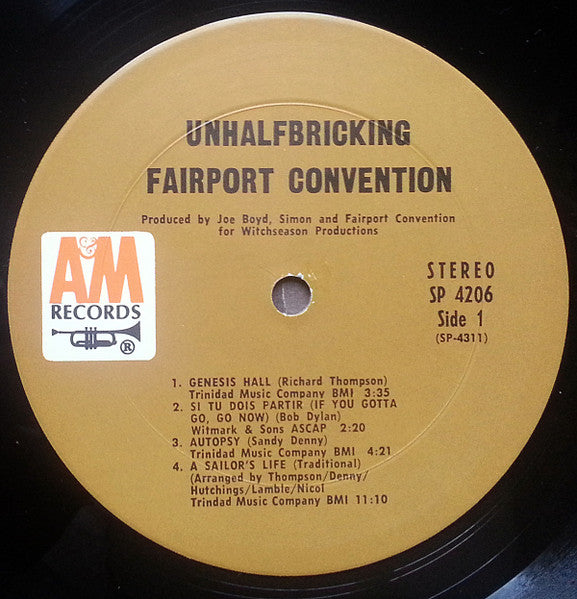 UNHALFBRICKING
FAIRPORT CONVENTION
Produced by Joe Boyd, Simon and Fairport Convention
for Witchseason Productions
A&M
RECORDS
®
STEREO
SP 4206
Side 1
(SP-4311)
1. GENESIS HALL (Richard Thompson)
Trinidad Music Company BMI 3:35
2. SI TU DOIS PARTIR (IF YOU GOTTA
GO, GO NOW) (Bob Dylan)
Witmark & Sons ASCAP 2:20
3. AUTOPSY (Sandy Denny)
Trinidad Music Company BMI 4:21
4. A SAILOR'S LIFE (Traditional)
(Arranged by Thompson/Denny/
Hutchings/Lamble/Nicol
Trindad Music Company BMI 11:10